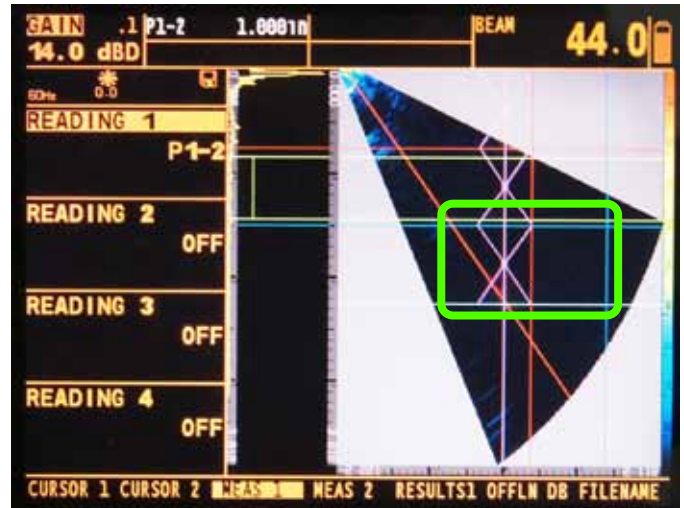 GAIN .1 P1-2 1.000in BEAM 44.0
14.0 dBD
60Hz 0.0
READING 1
P1-2
READING 2
OFF
READING 3
OFF
READING 4
OFF
CURSOR 1 CURSOR 2 MEAS 1 MEAS 2 RESULTS1 OFFLN DB FILENAME